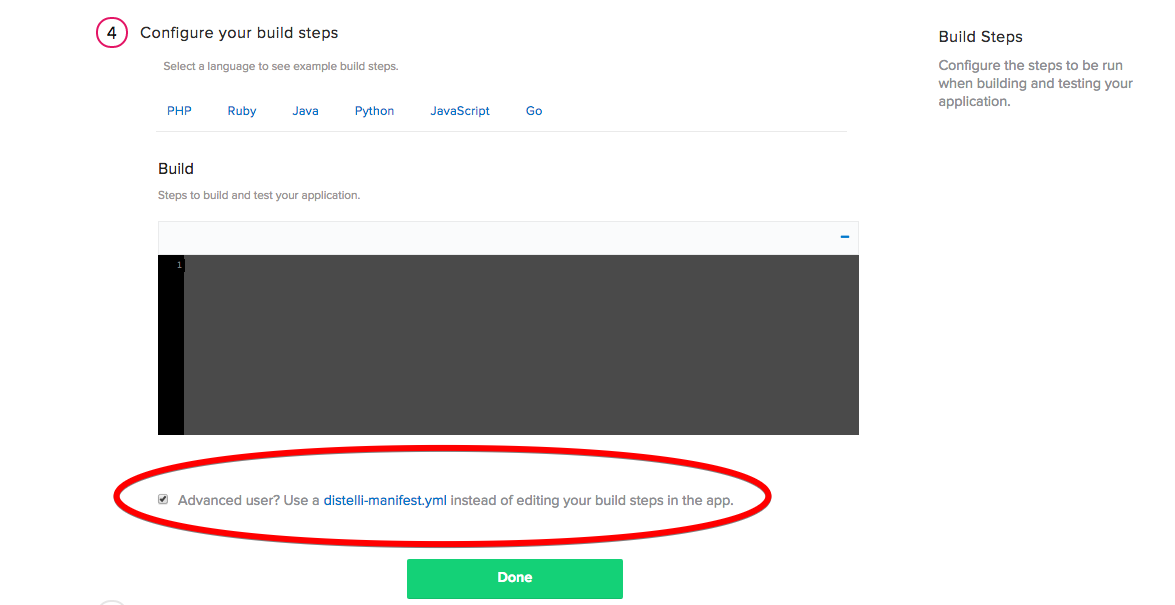 4 Configure your build steps
Select a language to see example build steps.
PHP Ruby Java Python JavaScript Go
Build
Steps to build and test your application.
1
Advanced user? Use a distelli-manifest.yml instead of editing your build steps in the app.
Done
Build Steps
Configure the steps to be run
when building and testing your
application.